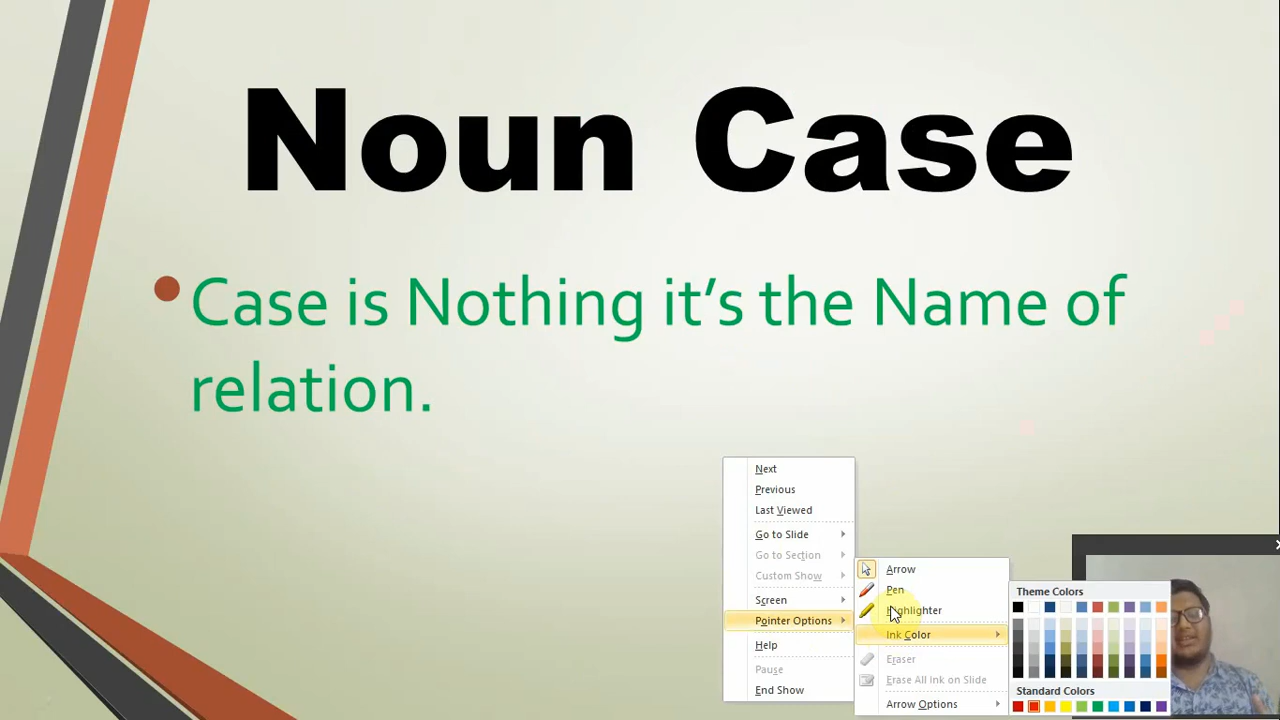 Noun Case
Case is Nothing it's the Name of
relation.
Next
Previous
Last Viewed
Go to Slide
Go to Section
Custom Show
Screen
Pointer Options
Help
Pause
End Show
Arrow
Pen
Highlighter
Ink Color
Eraser
Erase All Ink on Slide
Arrow Options
Theme Colors
Standard Colors